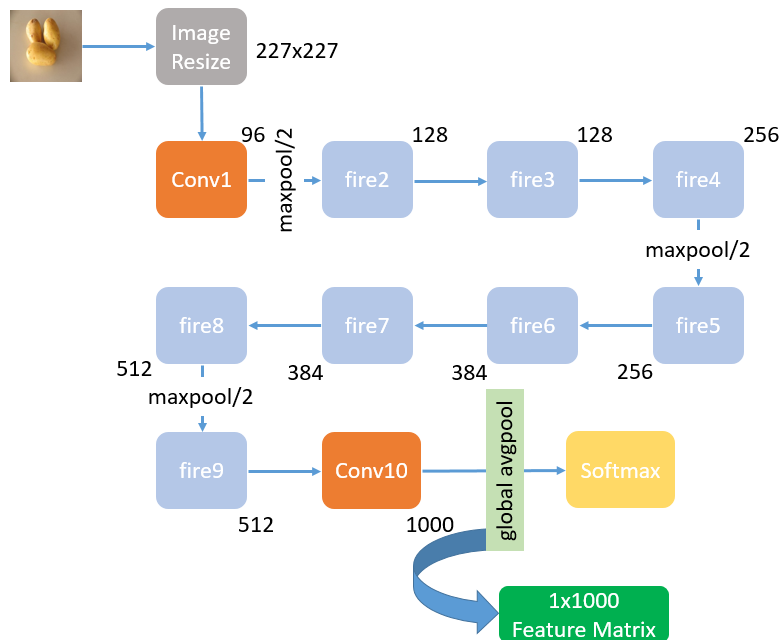 Image
Resize
227x227
96
128
128
256
Conv1
maxpool/2
fire2
fire3
fire4
maxpool/2
fire8
fire7
fire6
fire5
512
384
384
256
maxpool/2
fire9
Conv10
global avgpool
Softmax
512
1000
1x1000
Feature Matrix